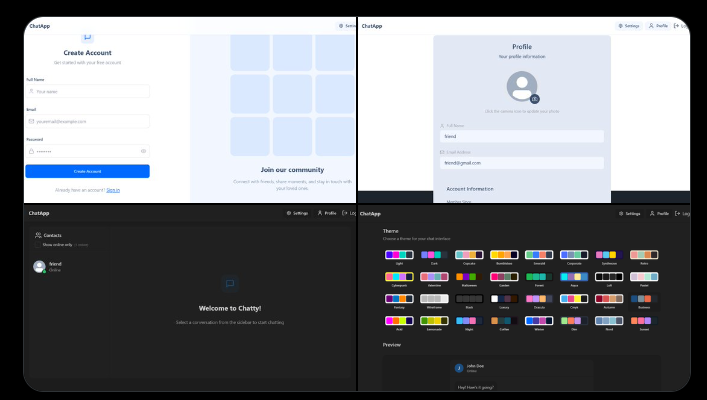 ChatApp
Settings
Create Account
Get started with your free account
Full Name
Your name
Email
youremail@example.com
Password
Create Account
Already have an account? Sign in
Join our community
Connect with friends, share moments, and stay in touch with
your loved ones.
ChatApp
Settings
Profile
Profile
Your profile information
Click the camera icon to update your photo
Full Name
friend
Email Address
friend@gmail.com
Account Information
Member Since
ChatApp
Settings
Profile
Log
Contacts
Show online only
friend
Online
Welcome to Chatty!
Select a conversation from the sidebar to start chatting
ChatApp
Settings
Profile
Theme
Choose a theme for your chat interface
Light Dark Cupcake Bumblebee Emerald Corporate Synthwave Retro
Cyberpunk Valentine Halloween Garden Forest Aqua Lofi Pastel
Fantasy Wireframe Black Luxury Dracula Cmyk Autumn Business
Acid Lemonade Night Coffee Winter Dim Nord Sunset
Preview
J
John Doe
Online
Hey! How's it going?